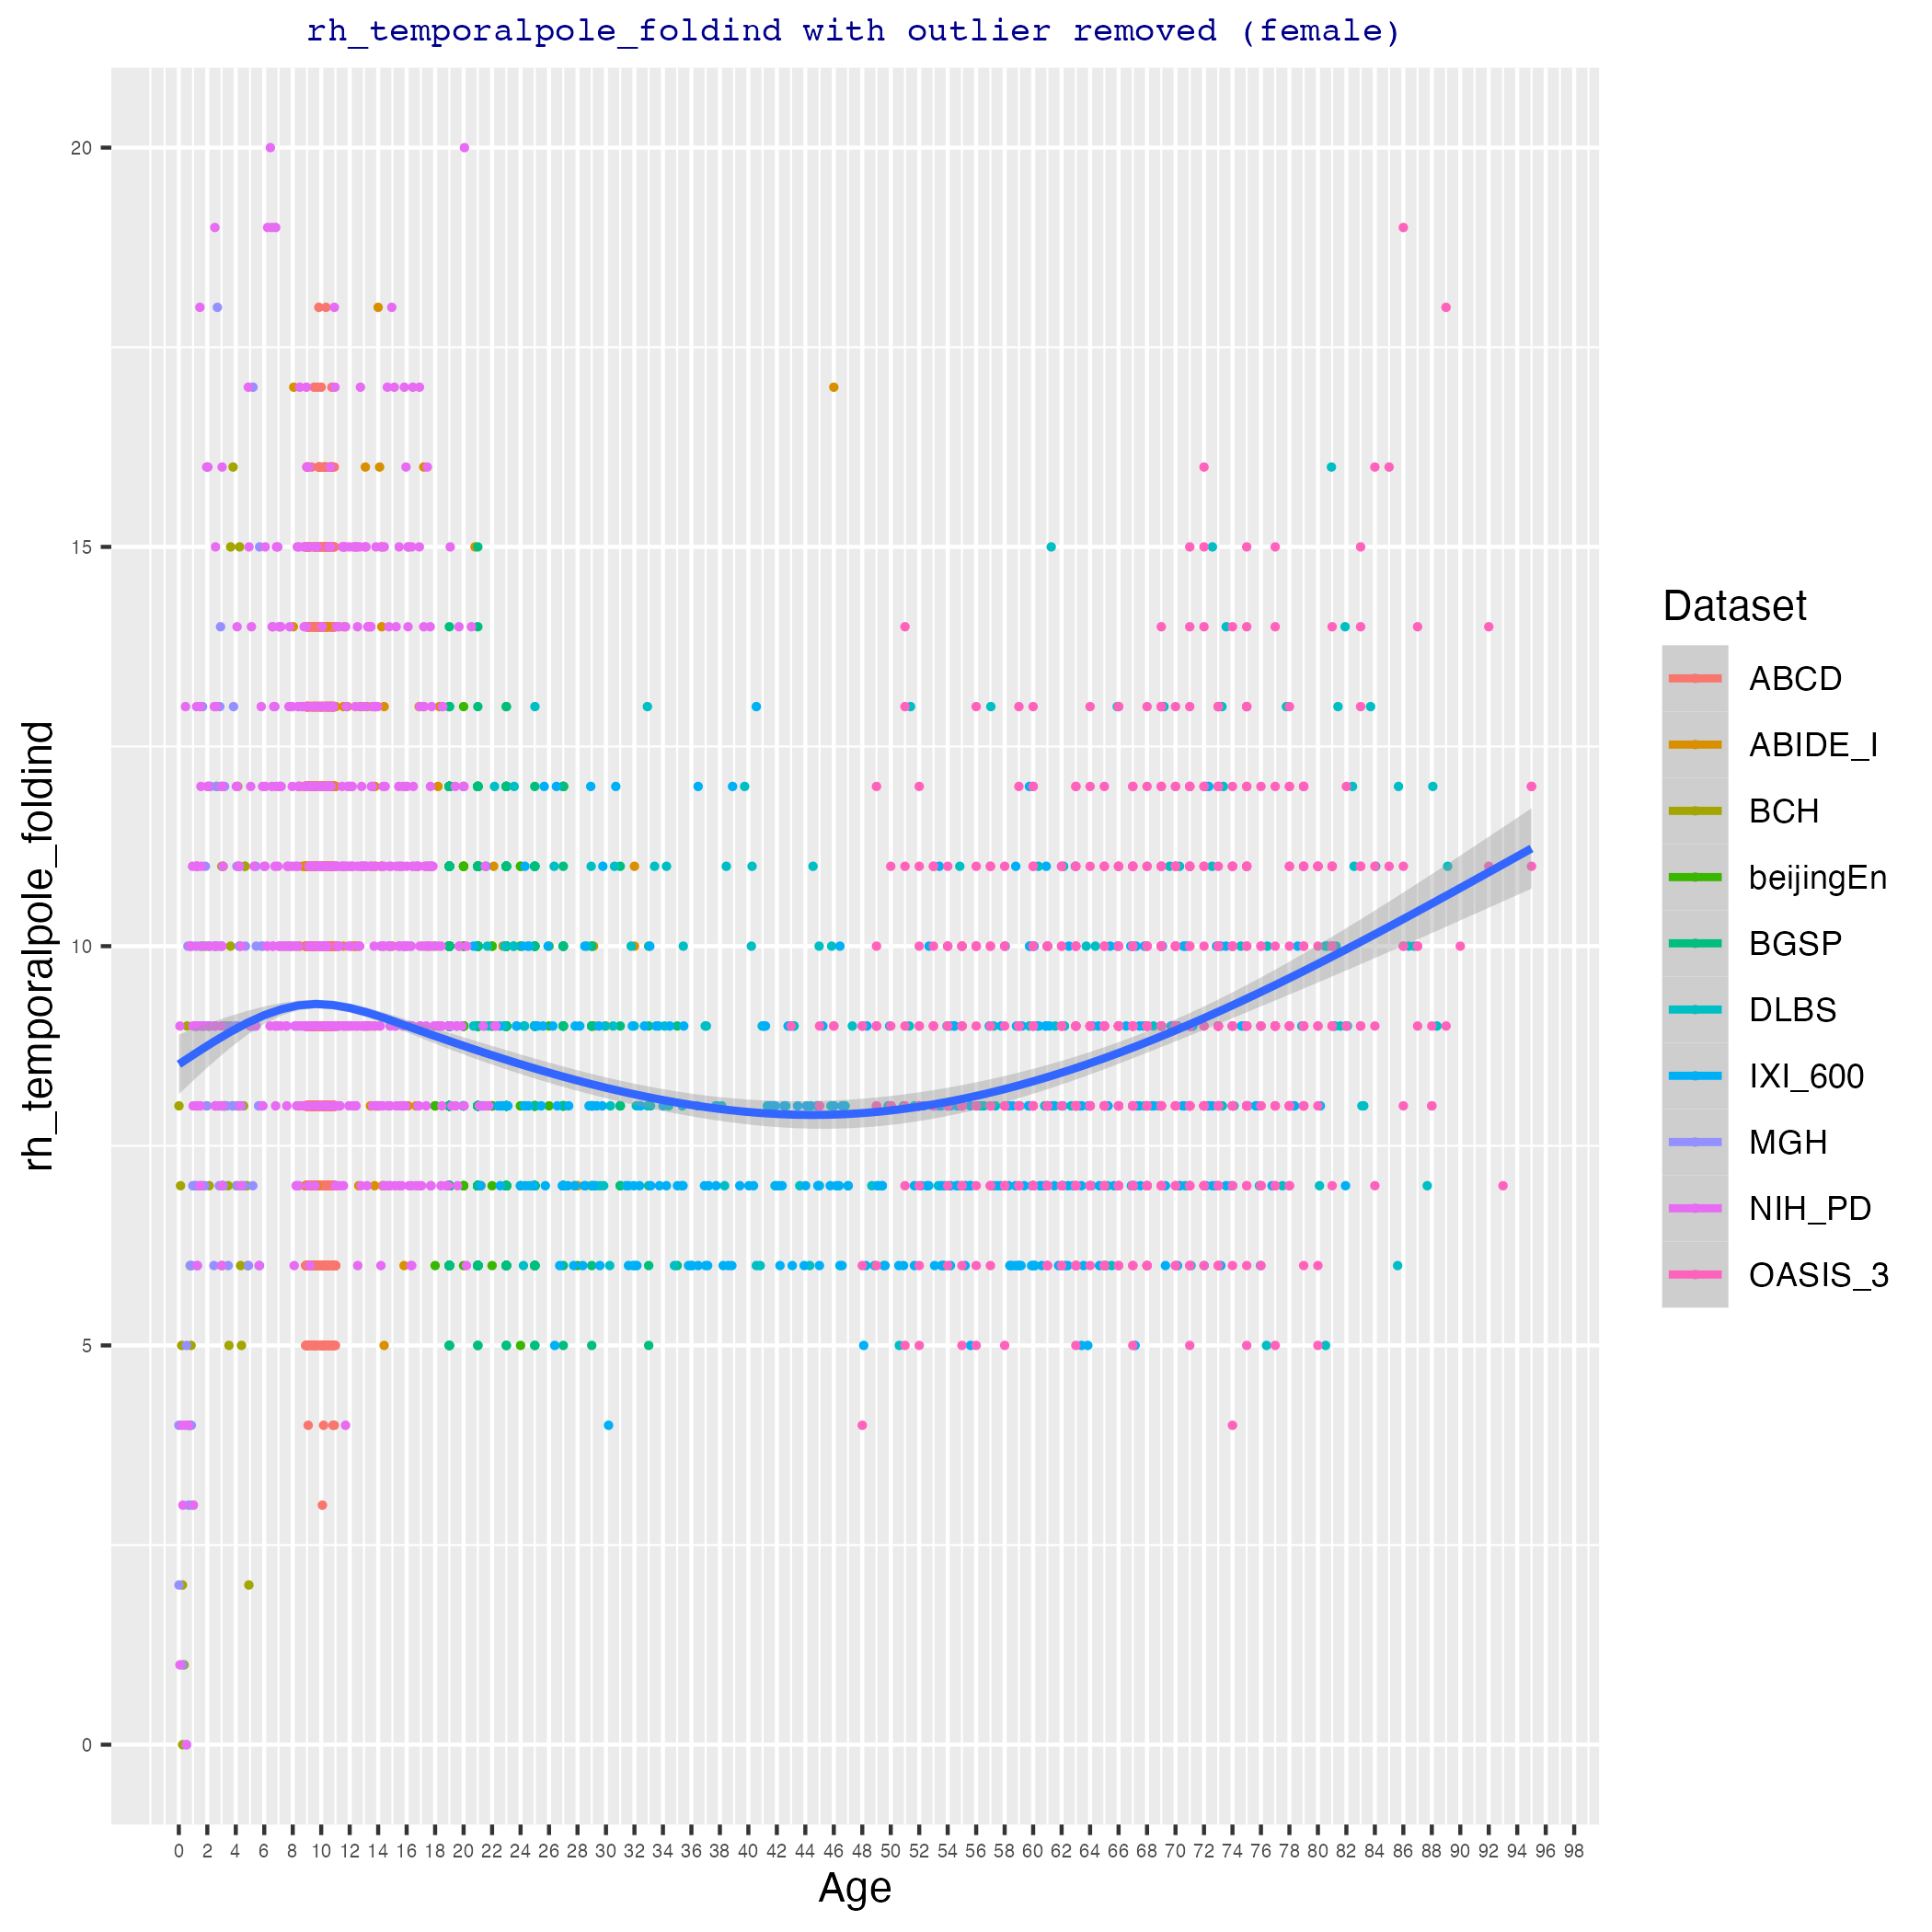 rh_temporalpole_foldind with outlier removed (female)
20
15
10
5
0
rh_temporalpole_foldind
0 2 4 6 8 10 12 14 16 18 20 22 24 26 28 30 32 34 36 38 40 42 44 46 48 50 52 54 56 58 60 62 64 66 68 70 72 74 76 78 80 82 84 86 88 90 92 94 96 98
Age
Dataset
ABCD
ABIDE_I
BCH
beijingEn
BGSP
DLBS
IXI_600
MGH
NIH_PD
OASIS_3